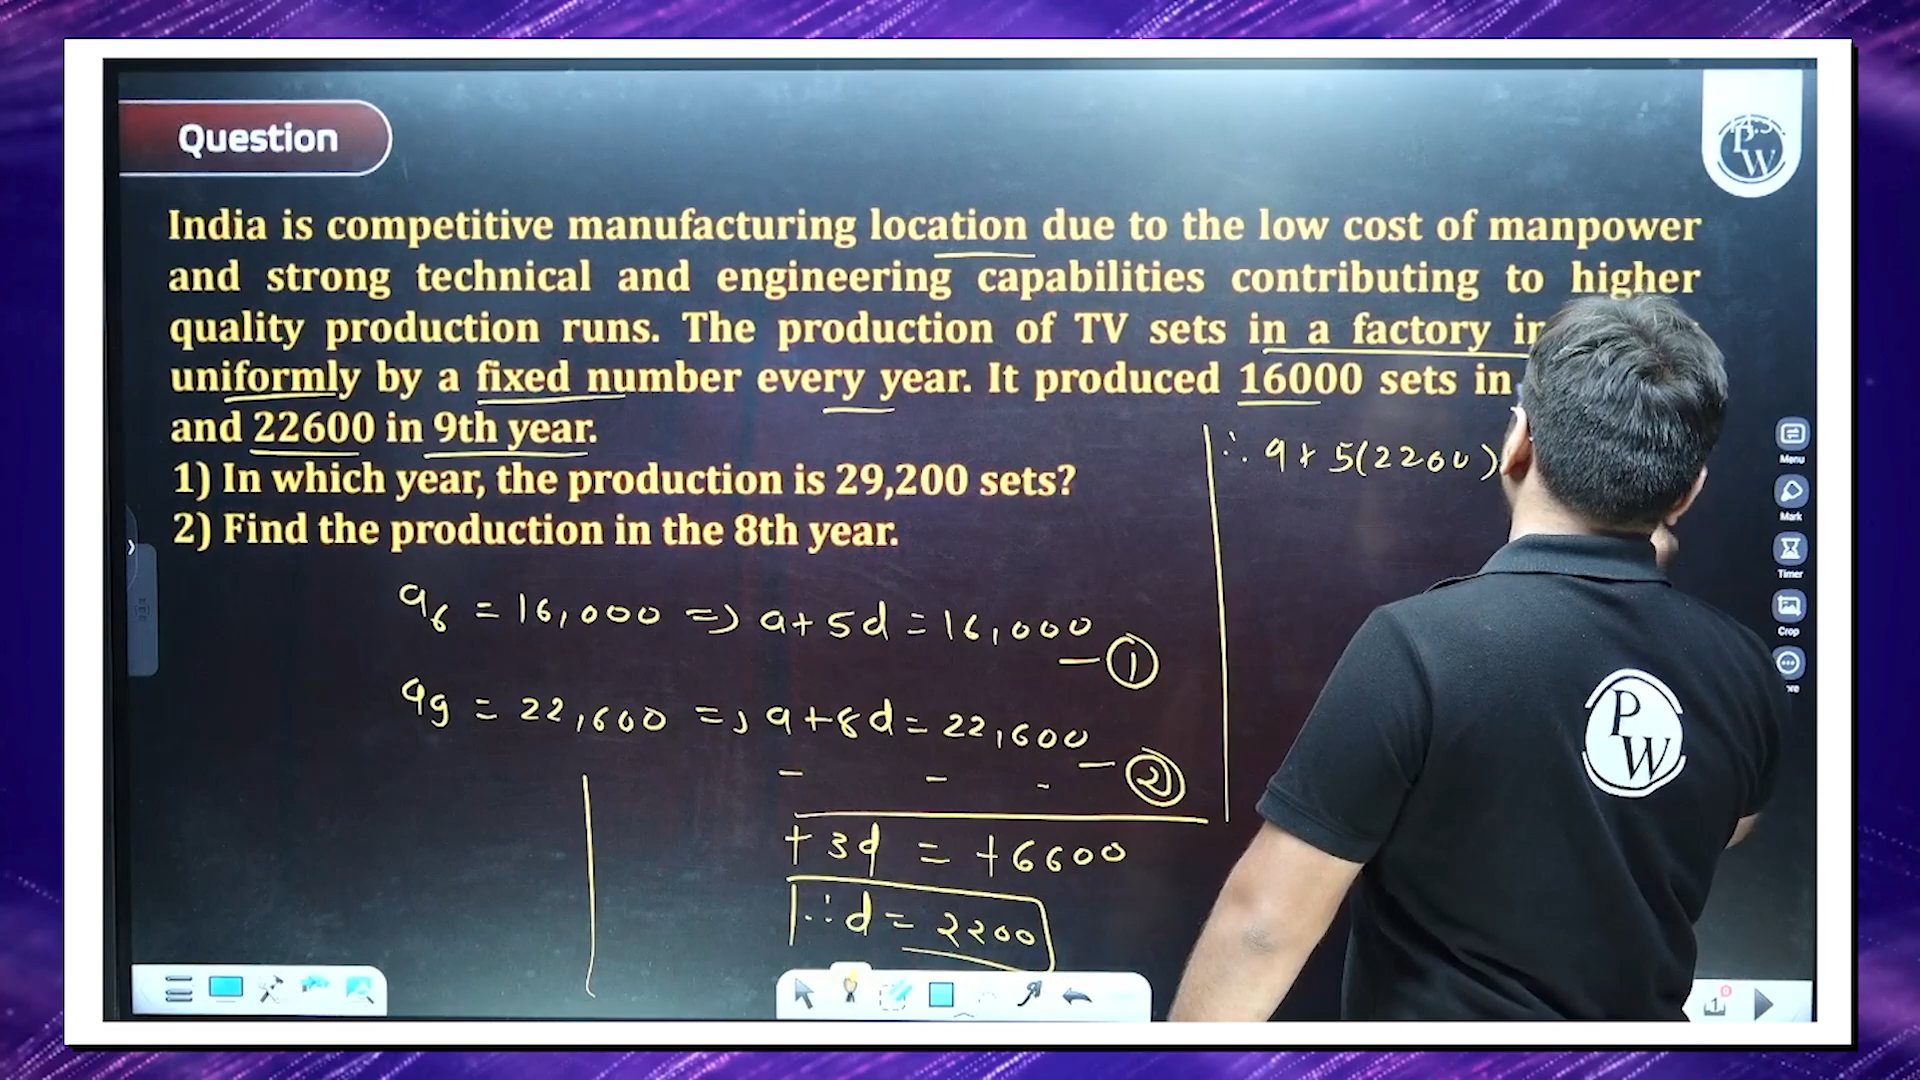 Question
PW
India is competitive manufacturing location due to the low cost of manpower
and strong technical and engineering capabilities contributing to higher
quality production runs. The production of TV sets in a factory
uniformly by a fixed number every year. It produced 16000 sets in
and 22600 in 9th year.
1) In which year, the production is 29,200 sets?
2) Find the production in the 8th year.
∴ a + 5(2200)
a6 = 16,000 => a+5d = 16,000 — ①
a9 = 22,600 => a+8d = 22,600 — ②
- - -
+3d = +6600
∴ d = 2200
Menu
Mark
Timer
Crop
PW
1